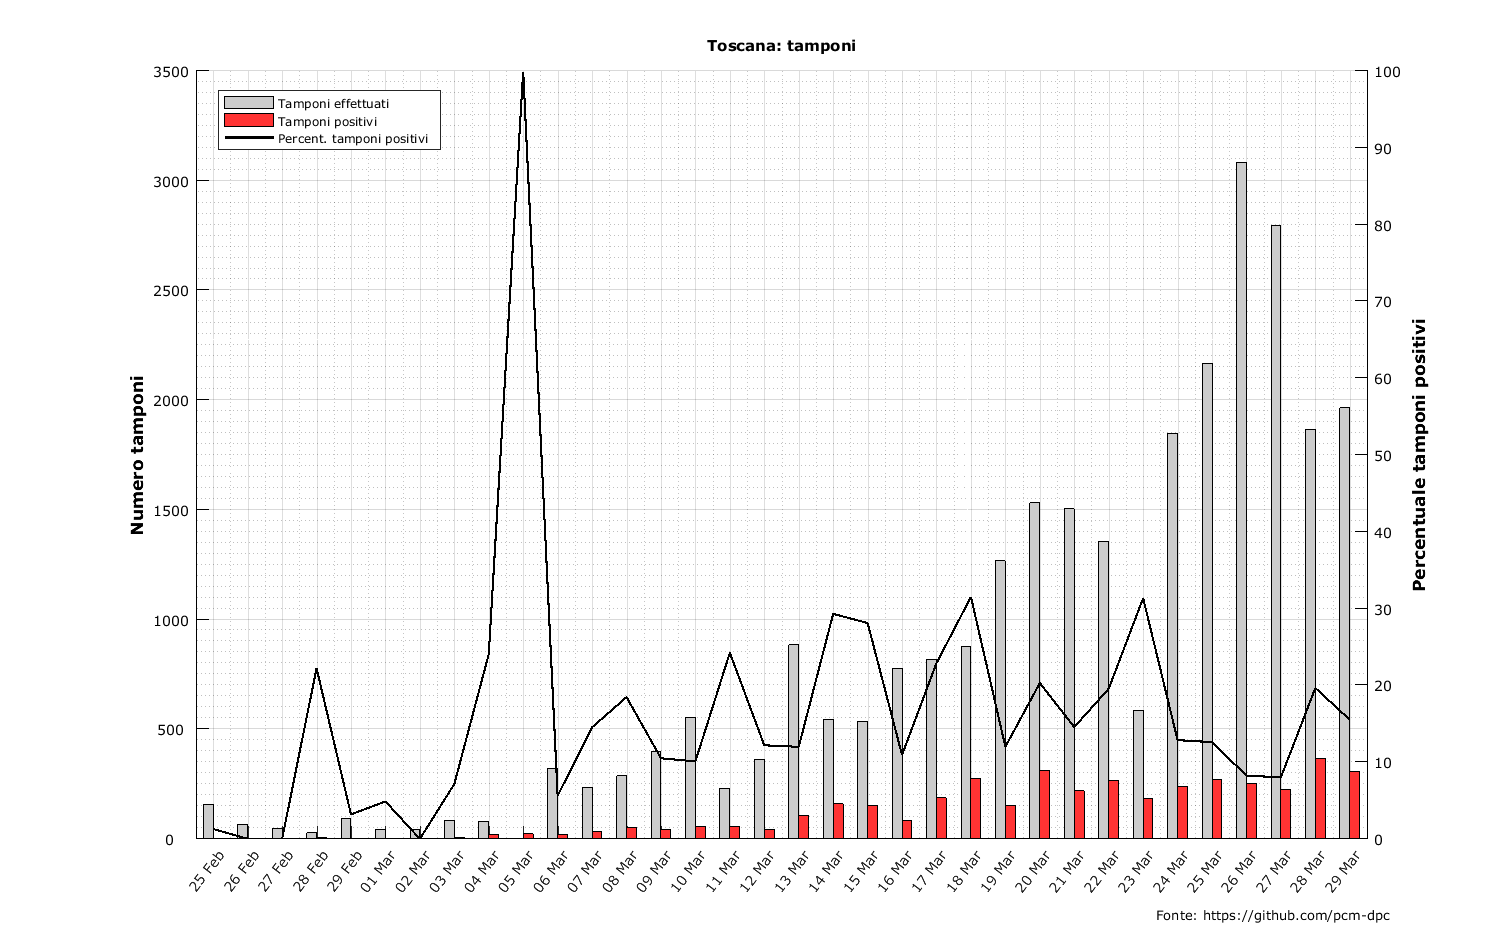 Toscana: tamponi
Tamponi effettuati
Tamponi positivi
Percent. tamponi positivi
Numero tamponi
3500
3000
2500
2000
1500
1000
500
0
100
90
80
70
60
50
40
30
20
10
0
Percentuale tamponi positivi
25 Feb
26 Feb
27 Feb
28 Feb
29 Feb
01 Mar
02 Mar
03 Mar
04 Mar
05 Mar
06 Mar
07 Mar
08 Mar
09 Mar
10 Mar
11 Mar
12 Mar
13 Mar
14 Mar
15 Mar
16 Mar
17 Mar
18 Mar
19 Mar
20 Mar
21 Mar
22 Mar
23 Mar
24 Mar
25 Mar
26 Mar
27 Mar
28 Mar
29 Mar
Fonte: https://github.com/pcm-dpc